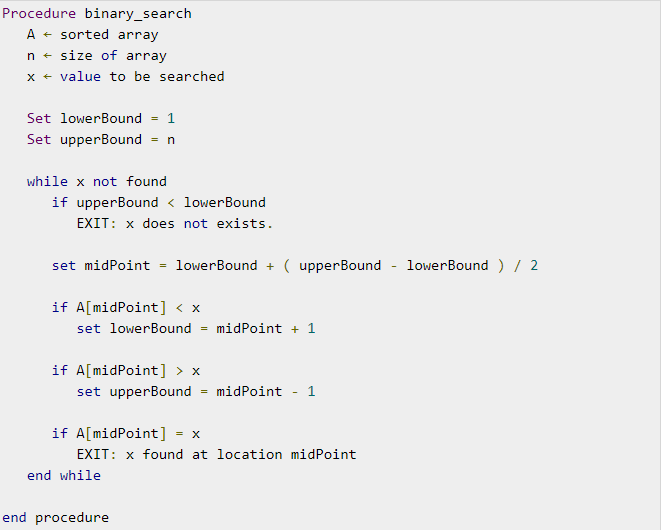 Procedure binary_search
   A ← sorted array
   n ← size of array
   x ← value to be searched

   Set lowerBound = 1
   Set upperBound = n

   while x not found
      if upperBound < lowerBound
         EXIT: x does not exists.

      set midPoint = lowerBound + ( upperBound - lowerBound ) / 2

      if A[midPoint] < x
         set lowerBound = midPoint + 1

      if A[midPoint] > x
         set upperBound = midPoint - 1

      if A[midPoint] = x
         EXIT: x found at location midPoint
   end while

end procedure